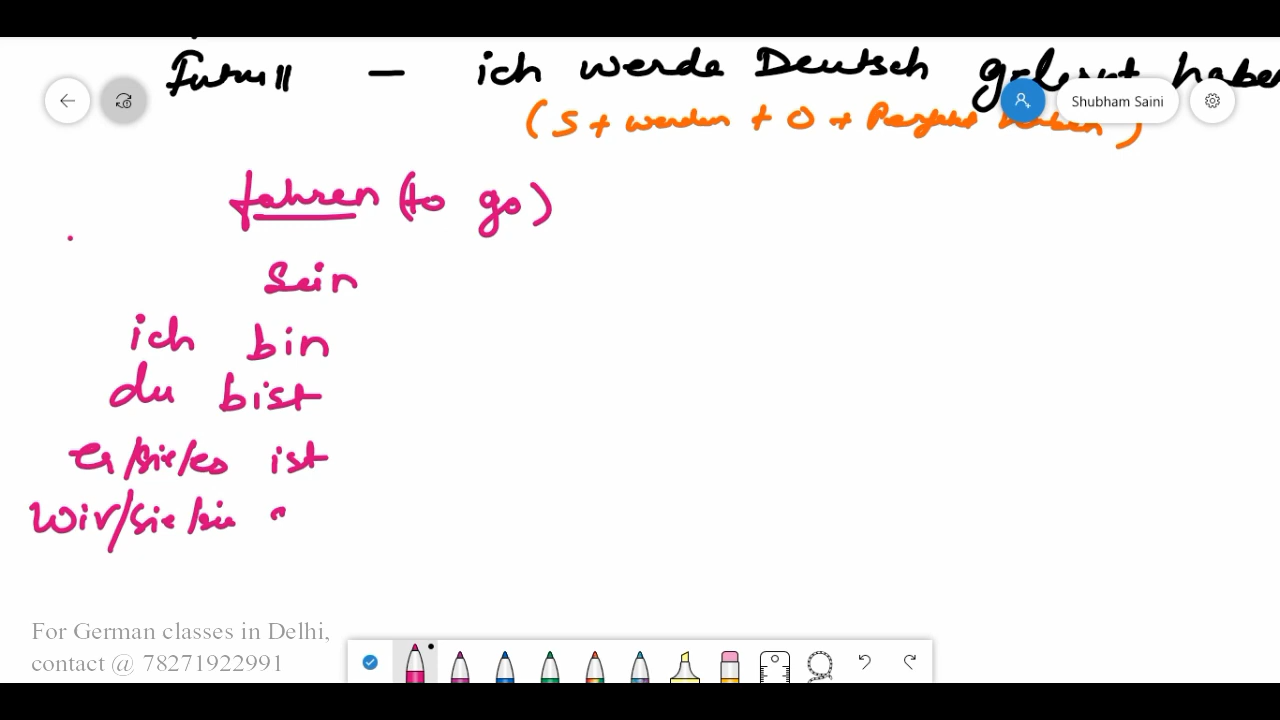 Futur II — ich werde Deutsch gelernt haben
Shubham Saini
(S + werden + O + Perfekt haben)
fahren (to go)
sein
ich bin
du bist
er/sie/es ist
wir/Sie/sie
For German classes in Delhi,
contact @ 78271922991